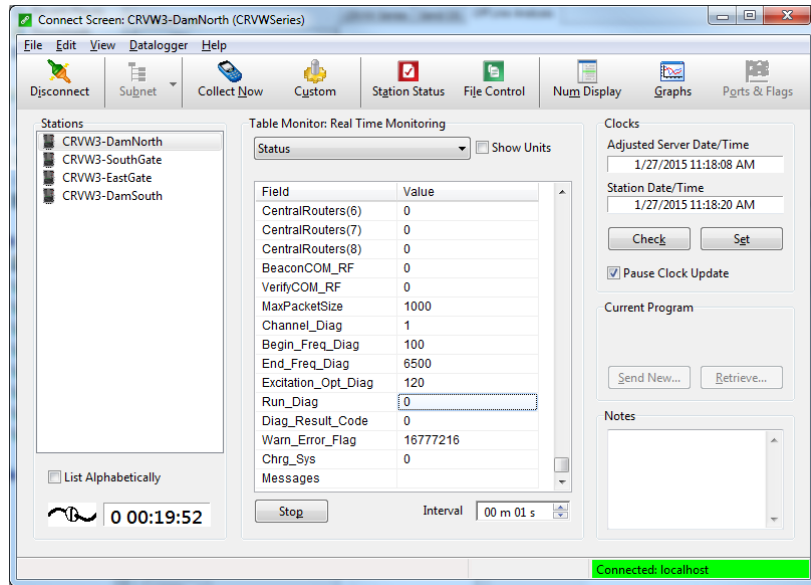 Connect Screen: CRVW3-DamNorth (CRVWSeries)
File Edit View Datalogger Help
Disconnect Subnet Collect Now Custom Station Status File Control Num Display Graphs Ports & Flags
Stations
CRVW3-DamNorth
CRVW3-SouthGate
CRVW3-EastGate
CRVW3-DamSouth
List Alphabetically
0 00:19:52
Table Monitor: Real Time Monitoring
Status Show Units
Field Value
CentralRouters(6) 0
CentralRouters(7) 0
CentralRouters(8) 0
BeaconCOM_RF 0
VerifyCOM_RF 0
MaxPacketSize 1000
Channel_Diag 1
Begin_Freq_Diag 100
End_Freq_Diag 6500
Excitation_Opt_Diag 120
Run_Diag 0
Diag_Result_Code 0
Warn_Error_Flag 16777216
Chrg_Sys 0
Messages
Stop Interval 00 m 01 s
Clocks
Adjusted Server Date/Time
1/27/2015 11:18:08 AM
Station Date/Time
1/27/2015 11:18:20 AM
Check Set
Pause Clock Update
Current Program
Send New... Retrieve...
Notes
Connected: localhost